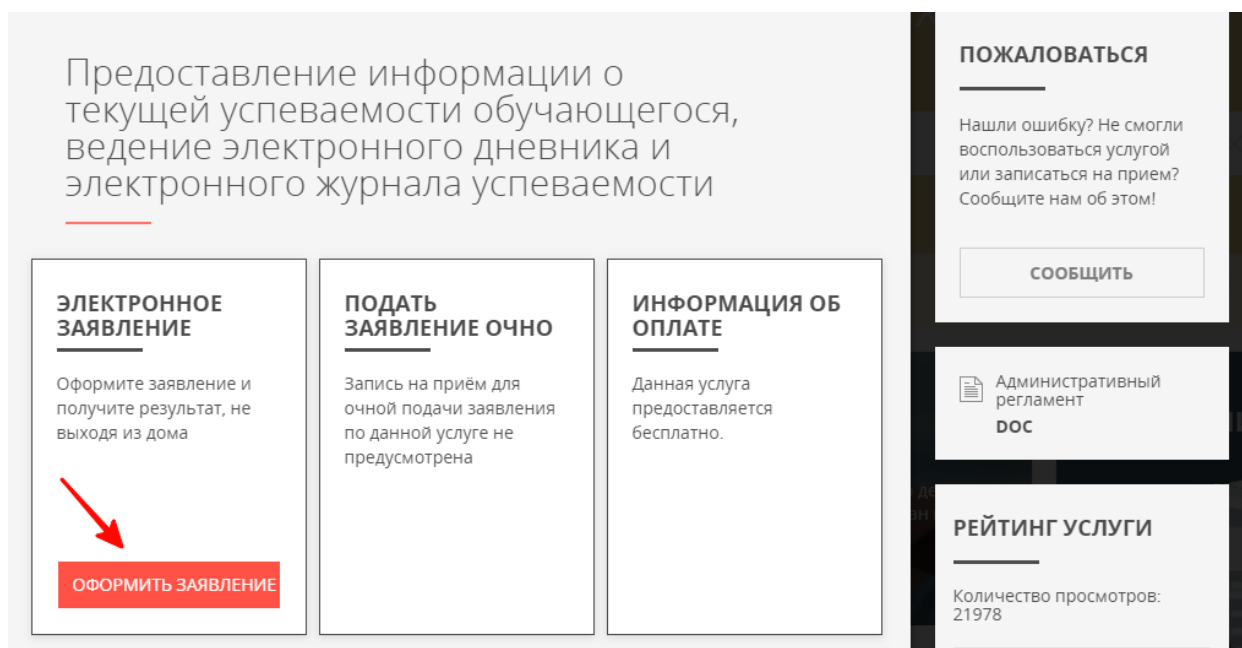 Предоставление информации о
текущей успеваемости обучающегося,
ведение электронного дневника и
электронного журнала успеваемости
ЭЛЕКТРОННОЕ
ЗАЯВЛЕНИЕ
Оформите заявление и
получите результат, не
выходя из дома
ОФОРМИТЬ ЗАЯВЛЕНИЕ
ПОДАТЬ
ЗАЯВЛЕНИЕ ОЧНО
Запись на приём для
очной подачи заявления
по данной услуге не
предусмотрена
ИНФОРМАЦИЯ ОБ
ОПЛАТЕ
Данная услуга
предоставляется
бесплатно.
ПОЖАЛОВАТЬСЯ
Нашли ошибку? Не смогли
воспользоваться услугой
или записаться на прием?
Сообщите нам об этом!
СООБЩИТЬ
Административный
регламент
DOC
РЕЙТИНГ УСЛУГИ
Количество просмотров:
21978